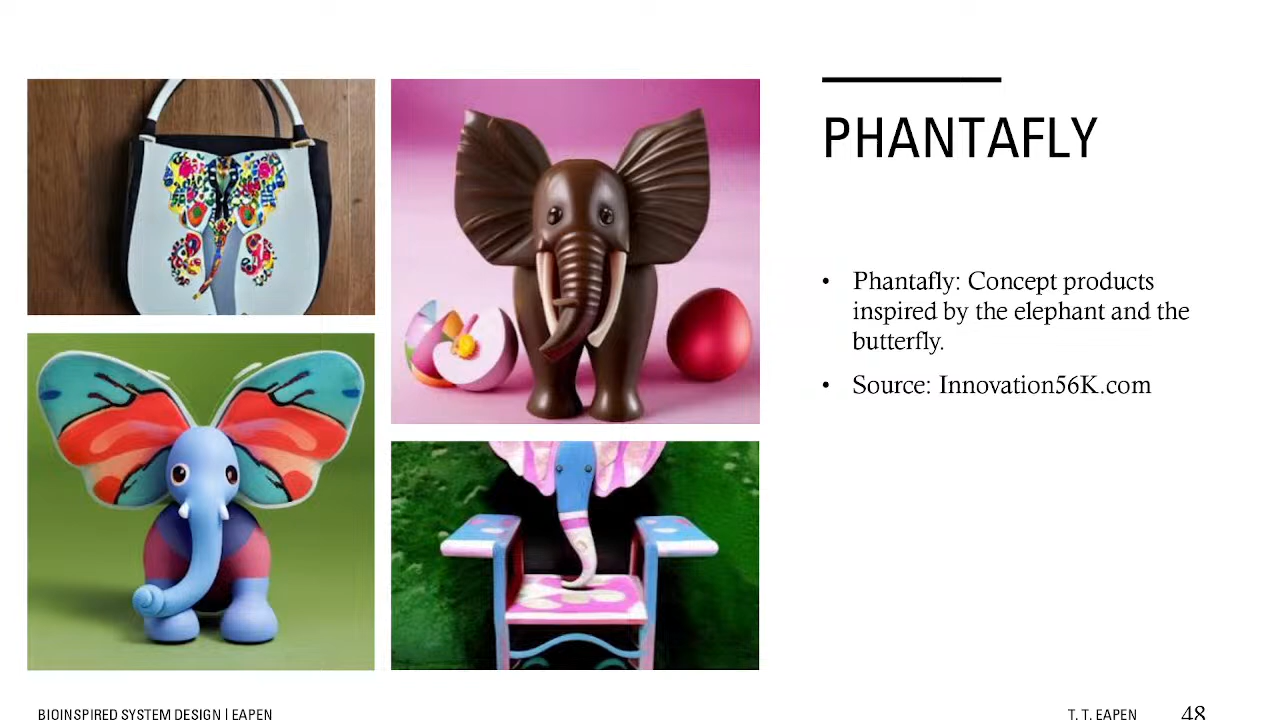 PHANTAFLY
• Phantafly: Concept products
inspired by the elephant and the
butterfly.
• Source: Innovation56K.com
BIOINSPIRED SYSTEM DESIGN | EAPEN
T. T. EAPEN
48